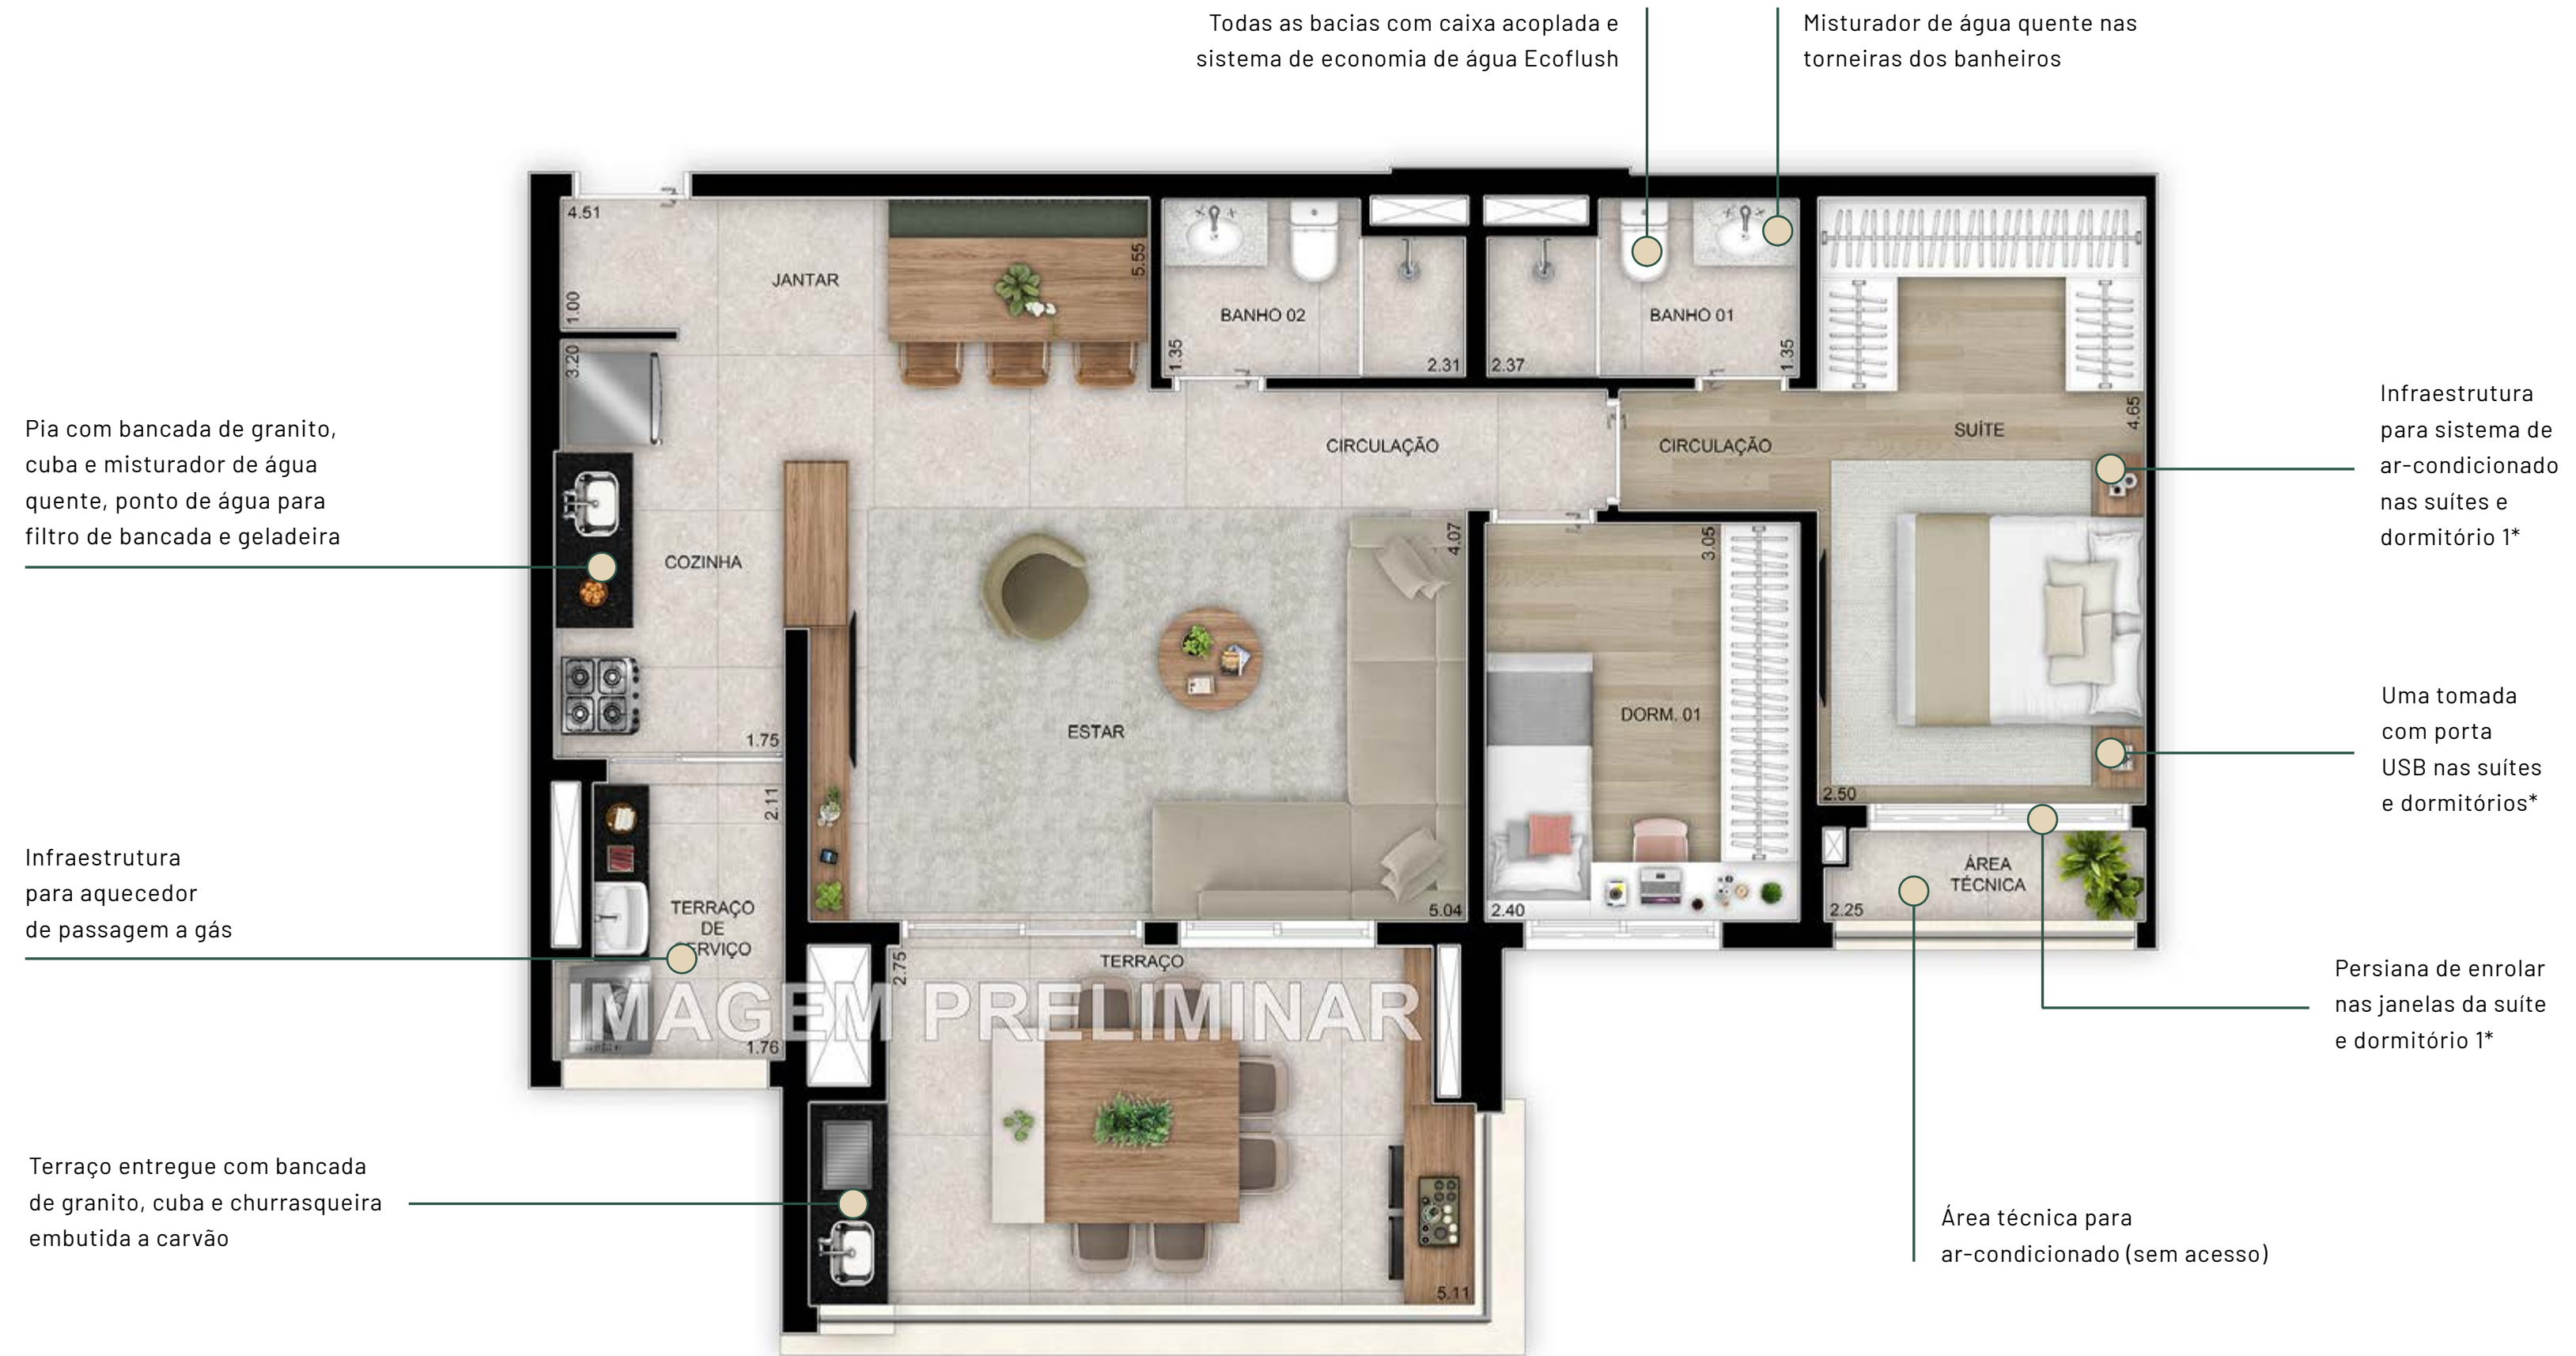 Todas as bacias com caixa acoplada e
sistema de economia de água Ecoflush
Misturador de água quente nas
torneiras dos banheiros
4.51
1.00
JANTAR
5.55
BANHO 02
1.35
2.31
BANHO 01
2.37
1.35
3.20
CIRCULAÇÃO
CIRCULAÇÃO
SUÍTE
4.65
Infraestrutura
para sistema de
ar-condicionado
nas suítes e
dormitório 1*
Pia com bancada de granito,
cuba e misturador de água
quente, ponto de água para
filtro de bancada e geladeira
COZINHA
1.75
4.07
3.05
ESTAR
5.04
DORM. 01
2.40
2.50
Uma tomada
com porta
USB nas suítes
e dormitórios*
2.11
Infraestrutura
para aquecedor
de passagem a gás
TERRAÇO
DE
ERVIÇO
1.76
ÁREA
TÉCNICA
2.25
Persiana de enrolar
nas janelas da suíte
e dormitório 1*
2.75
TERRAÇO
IMAGEM PRELIMINAR
5.11
Terraço entregue com bancada
de granito, cuba e churrasqueira
embutida a carvão
Área técnica para
ar-condicionado (sem acesso)